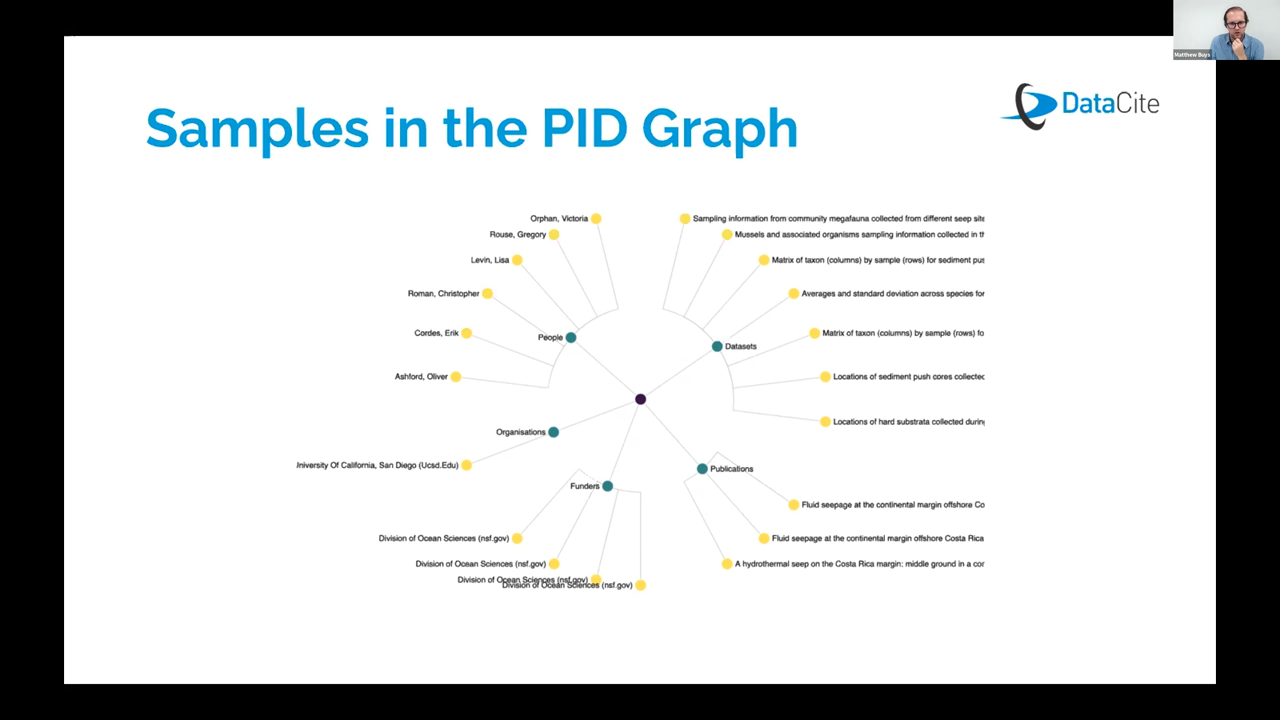 Matthew Buys
DataCite
Samples in the PID Graph
Orphan, Victoria
Rouse, Gregory
Levin, Lisa
Roman, Christopher
Cordes, Erik
Ashford, Oliver
People
Organisations
University Of California, San Diego (Ucsd.Edu)
Funders
Division of Ocean Sciences (nsf.gov)
Division of Ocean Sciences (nsf.gov)
Division of Ocean Sciences (nsf.gov)
Division of Ocean Sciences (nsf.gov)
Sampling information from community megafauna collected from different seep site
Mussels and associated organisms sampling information collected in th
Matrix of taxon (columns) by sample (rows) for sediment pus
Averages and standard deviation across species for
Matrix of taxon (columns) by sample (rows) fo
Datasets
Locations of sediment push cores collected
Locations of hard substrata collected during
Publications
Fluid seepage at the continental margin offshore Co
Fluid seepage at the continental margin offshore Costa Rica
A hydrothermal seep on the Costa Rica margin: middle ground in a cor